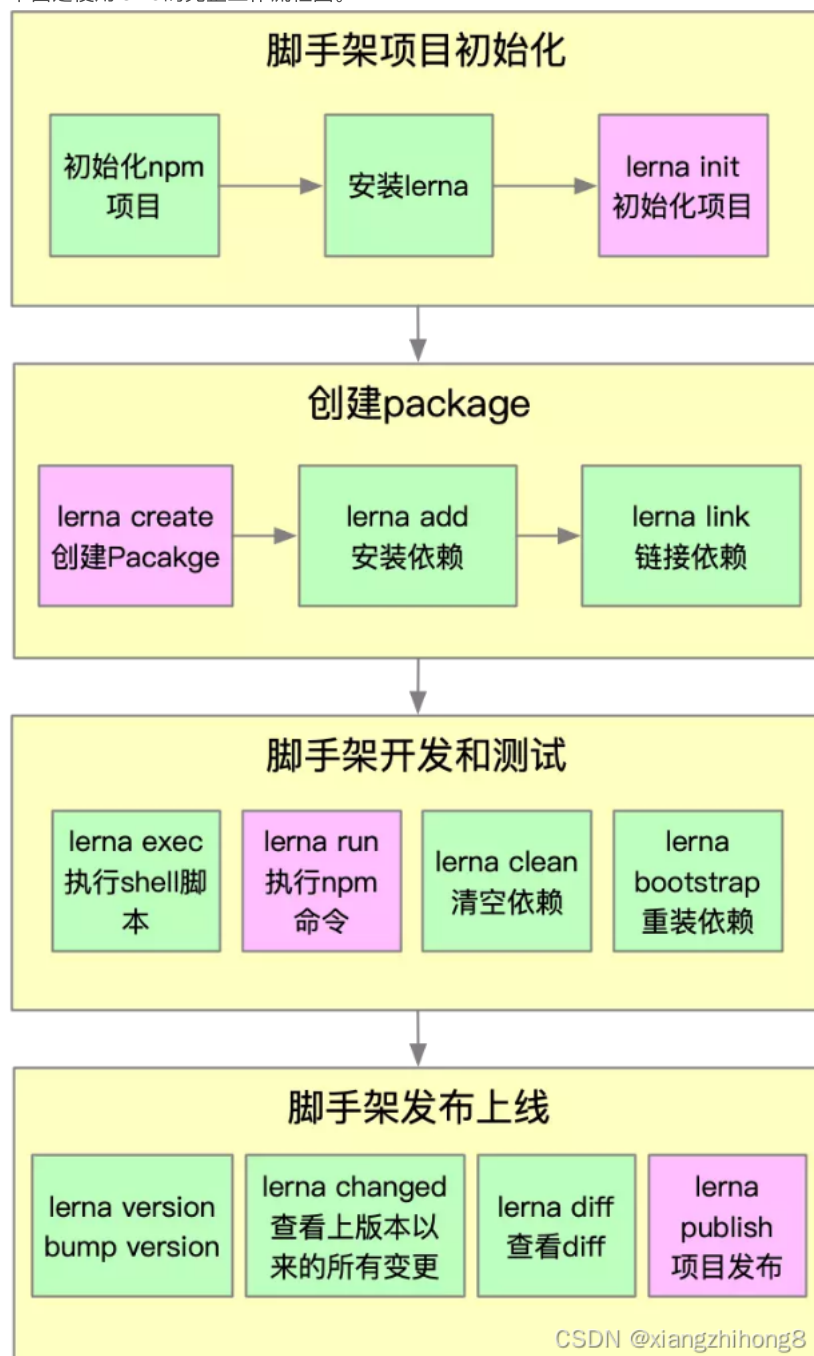 脚手架项目初始化
初始化npm
项目
安装lerna
lerna init
初始化项目
创建package
lerna create
创建Pacakge
lerna add
安装依赖
lerna link
链接依赖
脚手架开发和测试
lerna exec
执行shell脚
本
lerna run
执行npm
命令
lerna clean
清空依赖
lerna
bootstrap
重装依赖
脚手架发布上线
lerna version
bump version
lerna changed
查看上版本以
来的所有变更
lerna diff
查看diff
lerna
publish
项目发布
CSDN @xiangzhihong8